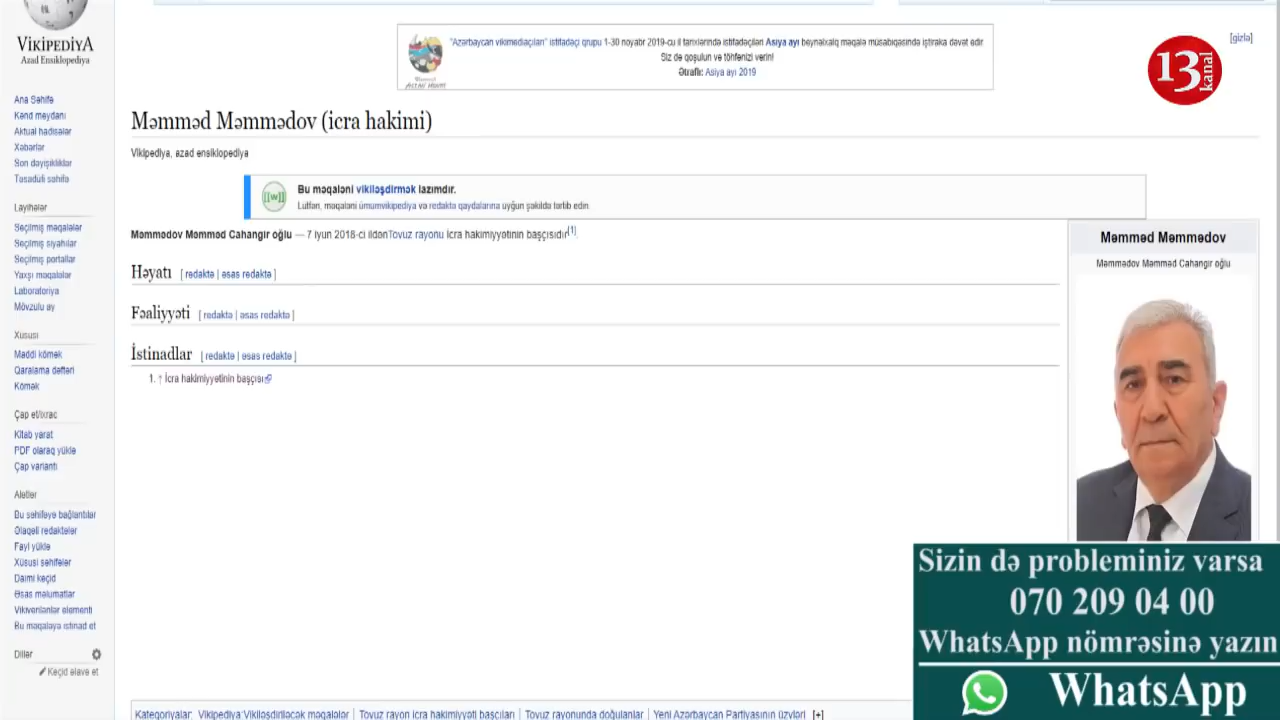 VİKİPEDİYA
Azad Ensiklopediya
Ana Səhifə
Kənd meydanı
Aktual hadisələr
Xəbərlər
Son dəyişikliklər
Təsadüfi səhifə
Layihələr
Seçilmiş məqalələr
Seçilmiş siyahılar
Seçilmiş portallar
Yaxşı məqalələr
Laboratoriya
Mövzulu ay
Xüsusi
Maddi kömək
Qaralama dəftəri
Kömək
Çap et/ixrac
Kitab yarat
PDF olaraq yüklə
Çap variantı
Alətlər
Bu səhifəyə bağlantılar
Əlaqəli redaktələr
Fayl yüklə
Xüsusi səhifələr
Daimi keçid
Əsas məlumatlar
Vikiverilənlər elementi
Bu məqaləyə istinad et
Dillər
Keçid əlavə et
"Azərbaycan vikimediaçıları" istifadəçi qrupu 1-30 noyabr 2019-cu il tarixlərində istifadəçiləri Asiya ayı beynəlxalq məqalə müsabiqəsində iştiraka dəvət edir
Siz də qoşulun və töhfənizi verin!
Ətraflı: Asiya ayı 2019
[gizlə]
13 kanal
Məmməd Məmmədov (icra hakimi)
Vikipediya, azad ensiklopediya
[[w]]
Bu məqaləni vikiləşdirmək lazımdır.
Lütfən, məqaləni ümumvikipediya və redaktə qaydalarına uyğun şəkildə tərtib edin.
Məmmədov Məmməd Cahangir oğlu — 7 iyun 2018-ci ildənTovuz rayonu İcra hakimiyyətinin başçısıdır[1].
Həyatı [ redaktə | əsas redaktə ]
Fəaliyyəti [ redaktə | əsas redaktə ]
İstinadlar [ redaktə | əsas redaktə ]
1. ↑ İcra hakimiyyətinin başçısı
Məmməd Məmmədov
Məmmədov Məmməd Cahangir oğlu
Sizin də probleminiz varsa
070 209 04 00
WhatsApp nömrəsinə yazın
WhatsApp
Kateqoriyalar: Vikipediya:Vikiləşdiriləcək məqalələr | Tovuz rayon icra hakimiyyəti başçıları | Tovuz rayonunda doğulanlar | Yeni Azərbaycan Partiyasının üzvləri [+]